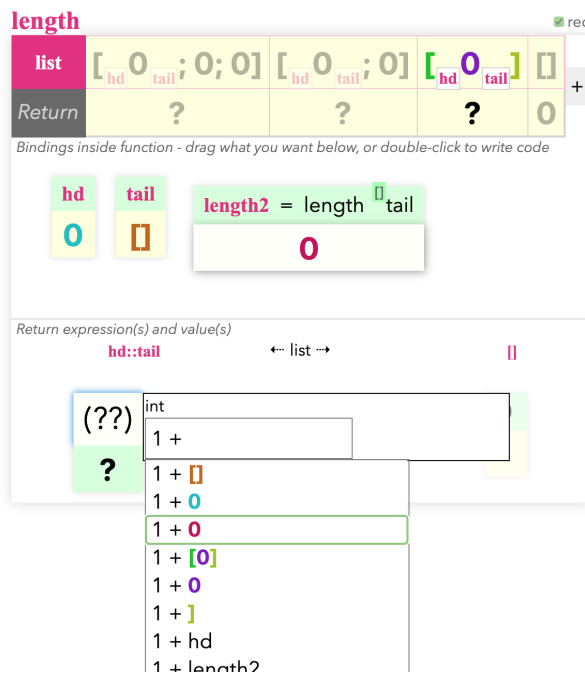 length
rec
list [hd 0 tail; 0; 0] [hd 0 tail; 0] [hd 0 tail] []
+
Return ? ? ? 0
Bindings inside function - drag what you want below, or double-click to write code
hd tail
0 []
length2 = length [] tail
0
Return expression(s) and value(s)
hd::tail ⇠ list ⇢ []
(??) int
1 +
?
1 + []
1 + 0
1 + 0
1 + [0]
1 + 0
1 + ]
1 + hd
1 + length2